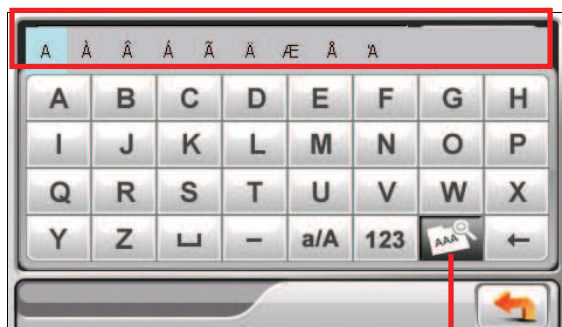 A À Â Á Ã Ä Æ Å Ά
A B C D E F G H
I J K L M N O P
Q R S T U V W X
Y Z ⌴ – a/A 123 AAA ←